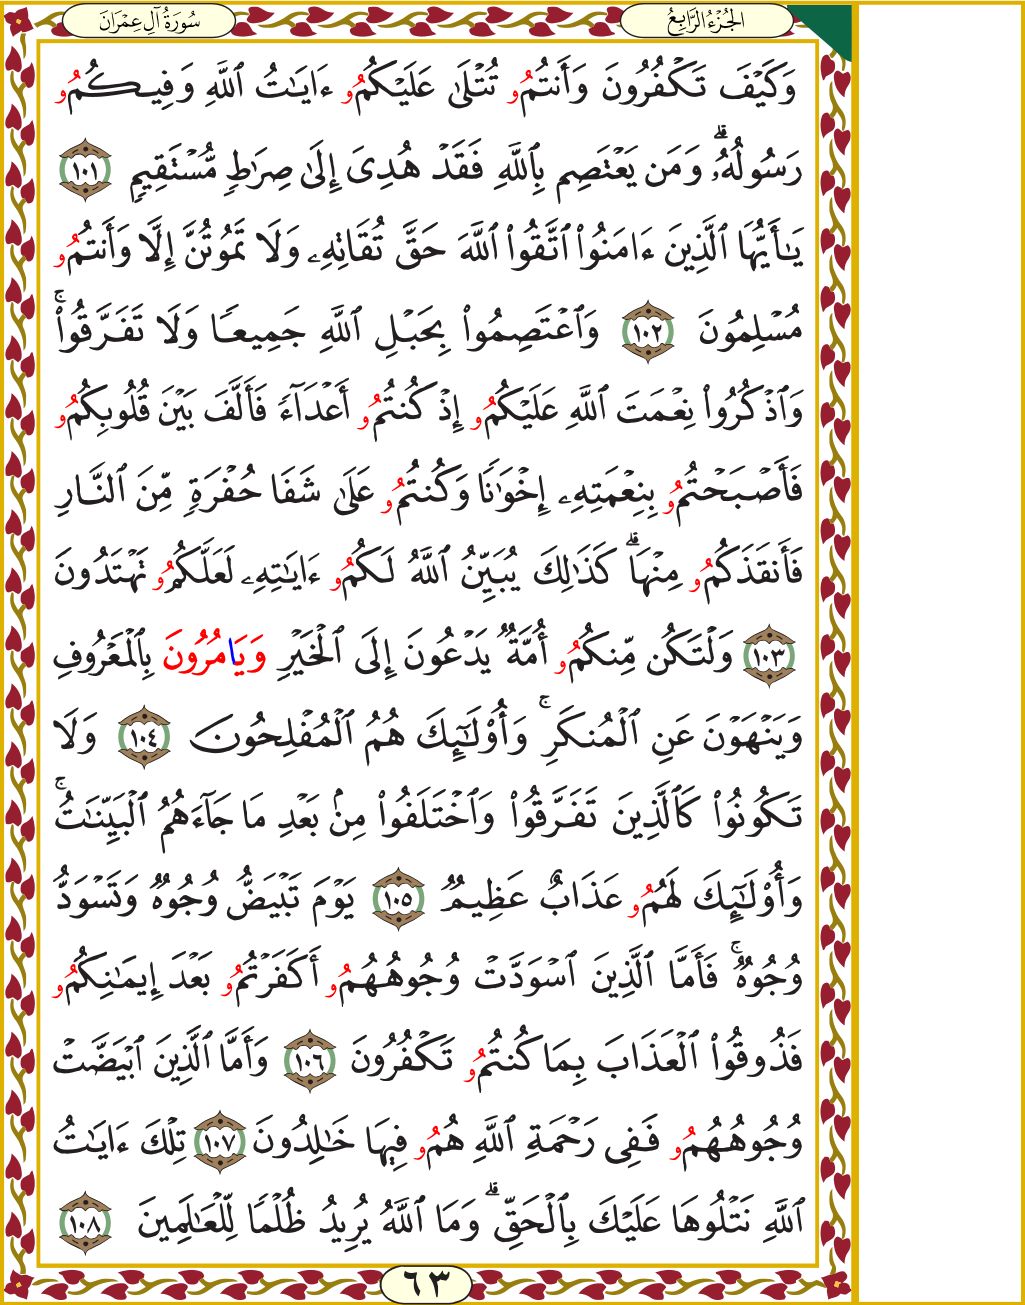 الجُزْءُ الرَّابِعُ
سُورَةُ آلِ عِمْرَان
وَكَيْفَ تَكْفُرُونَ وَأَنتُمُو تُتْلَىٰ عَلَيْكُمُو ءَايَٰتُ ٱللَّهِ وَفِيكُمُو
رَسُولُهُۥۗ وَمَن يَعْتَصِم بِٱللَّهِ فَقَدْ هُدِىَ إِلَىٰ صِرَٰطٍ مُّسْتَقِيمٍ ١٠١
يَٰٓأَيُّهَا ٱلَّذِينَ ءَامَنُوا۟ ٱتَّقُوا۟ ٱللَّهَ حَقَّ تُقَاتِهِۦ وَلَا تَمُوتُنَّ إِلَّا وَأَنتُمُو
مُسْلِمُونَ ١٠٢ وَٱعْتَصِمُوا۟ بِحَبْلِ ٱللَّهِ جَمِيعًا وَلَا تَفَرَّقُوا۟ۚ
وَٱذْكُرُوا۟ نِعْمَتَ ٱللَّهِ عَلَيْكُمُو إِذْ كُنتُمُو أَعْدَآءً فَأَلَّفَ بَيْنَ قُلُوبِكُمُو
فَأَصْبَحْتُمُو بِنِعْمَتِهِۦ إِخْوَٰنًا وَكُنتُمُو عَلَىٰ شَفَا حُفْرَةٍ مِّنَ ٱلنَّارِ
فَأَنقَذَكُمُو مِنْهَاۗ كَذَٰلِكَ يُبَيِّنُ ٱللَّهُ لَكُمُو ءَايَٰتِهِۦ لَعَلَّكُمُو تَهْتَدُونَ
١٠٣ وَلْتَكُن مِّنكُمُو أُمَّةٌ يَدْعُونَ إِلَى ٱلْخَيْرِ وَيَامُرُونَ بِٱلْمَعْرُوفِ
وَيَنْهَوْنَ عَنِ ٱلْمُنكَرِۚ وَأُو۟لَٰٓئِكَ هُمُ ٱلْمُفْلِحُونَ ١٠٤ وَلَا
تَكُونُوا۟ كَٱلَّذِينَ تَفَرَّقُوا۟ وَٱخْتَلَفُوا۟ مِنۢ بَعْدِ مَا جَآءَهُمُ ٱلْبَيِّنَٰتُۚ
وَأُو۟لَٰٓئِكَ لَهُمُو عَذَابٌ عَظِيمٌ ١٠٥ يَوْمَ تَبْيَضُّ وُجُوهٌ وَتَسْوَدُّ
وُجُوهٌۚ فَأَمَّا ٱلَّذِينَ ٱسْوَدَّتْ وُجُوهُهُمُو أَكَفَرْتُمُو بَعْدَ إِيمَٰنِكُمُو
فَذُوقُوا۟ ٱلْعَذَابَ بِمَا كُنتُمُو تَكْفُرُونَ ١٠٦ وَأَمَّا ٱلَّذِينَ ٱبْيَضَّتْ
وُجُوهُهُمُو فَفِى رَحْمَةِ ٱللَّهِ هُمُو فِيهَا خَٰلِدُونَ ١٠٧ تِلْكَ ءَايَٰتُ
ٱللَّهِ نَتْلُوهَا عَلَيْكَ بِٱلْحَقِّۗ وَمَا ٱللَّهُ يُرِيدُ ظُلْمًا لِّلْعَٰلَمِينَ ١٠٨
٦٣